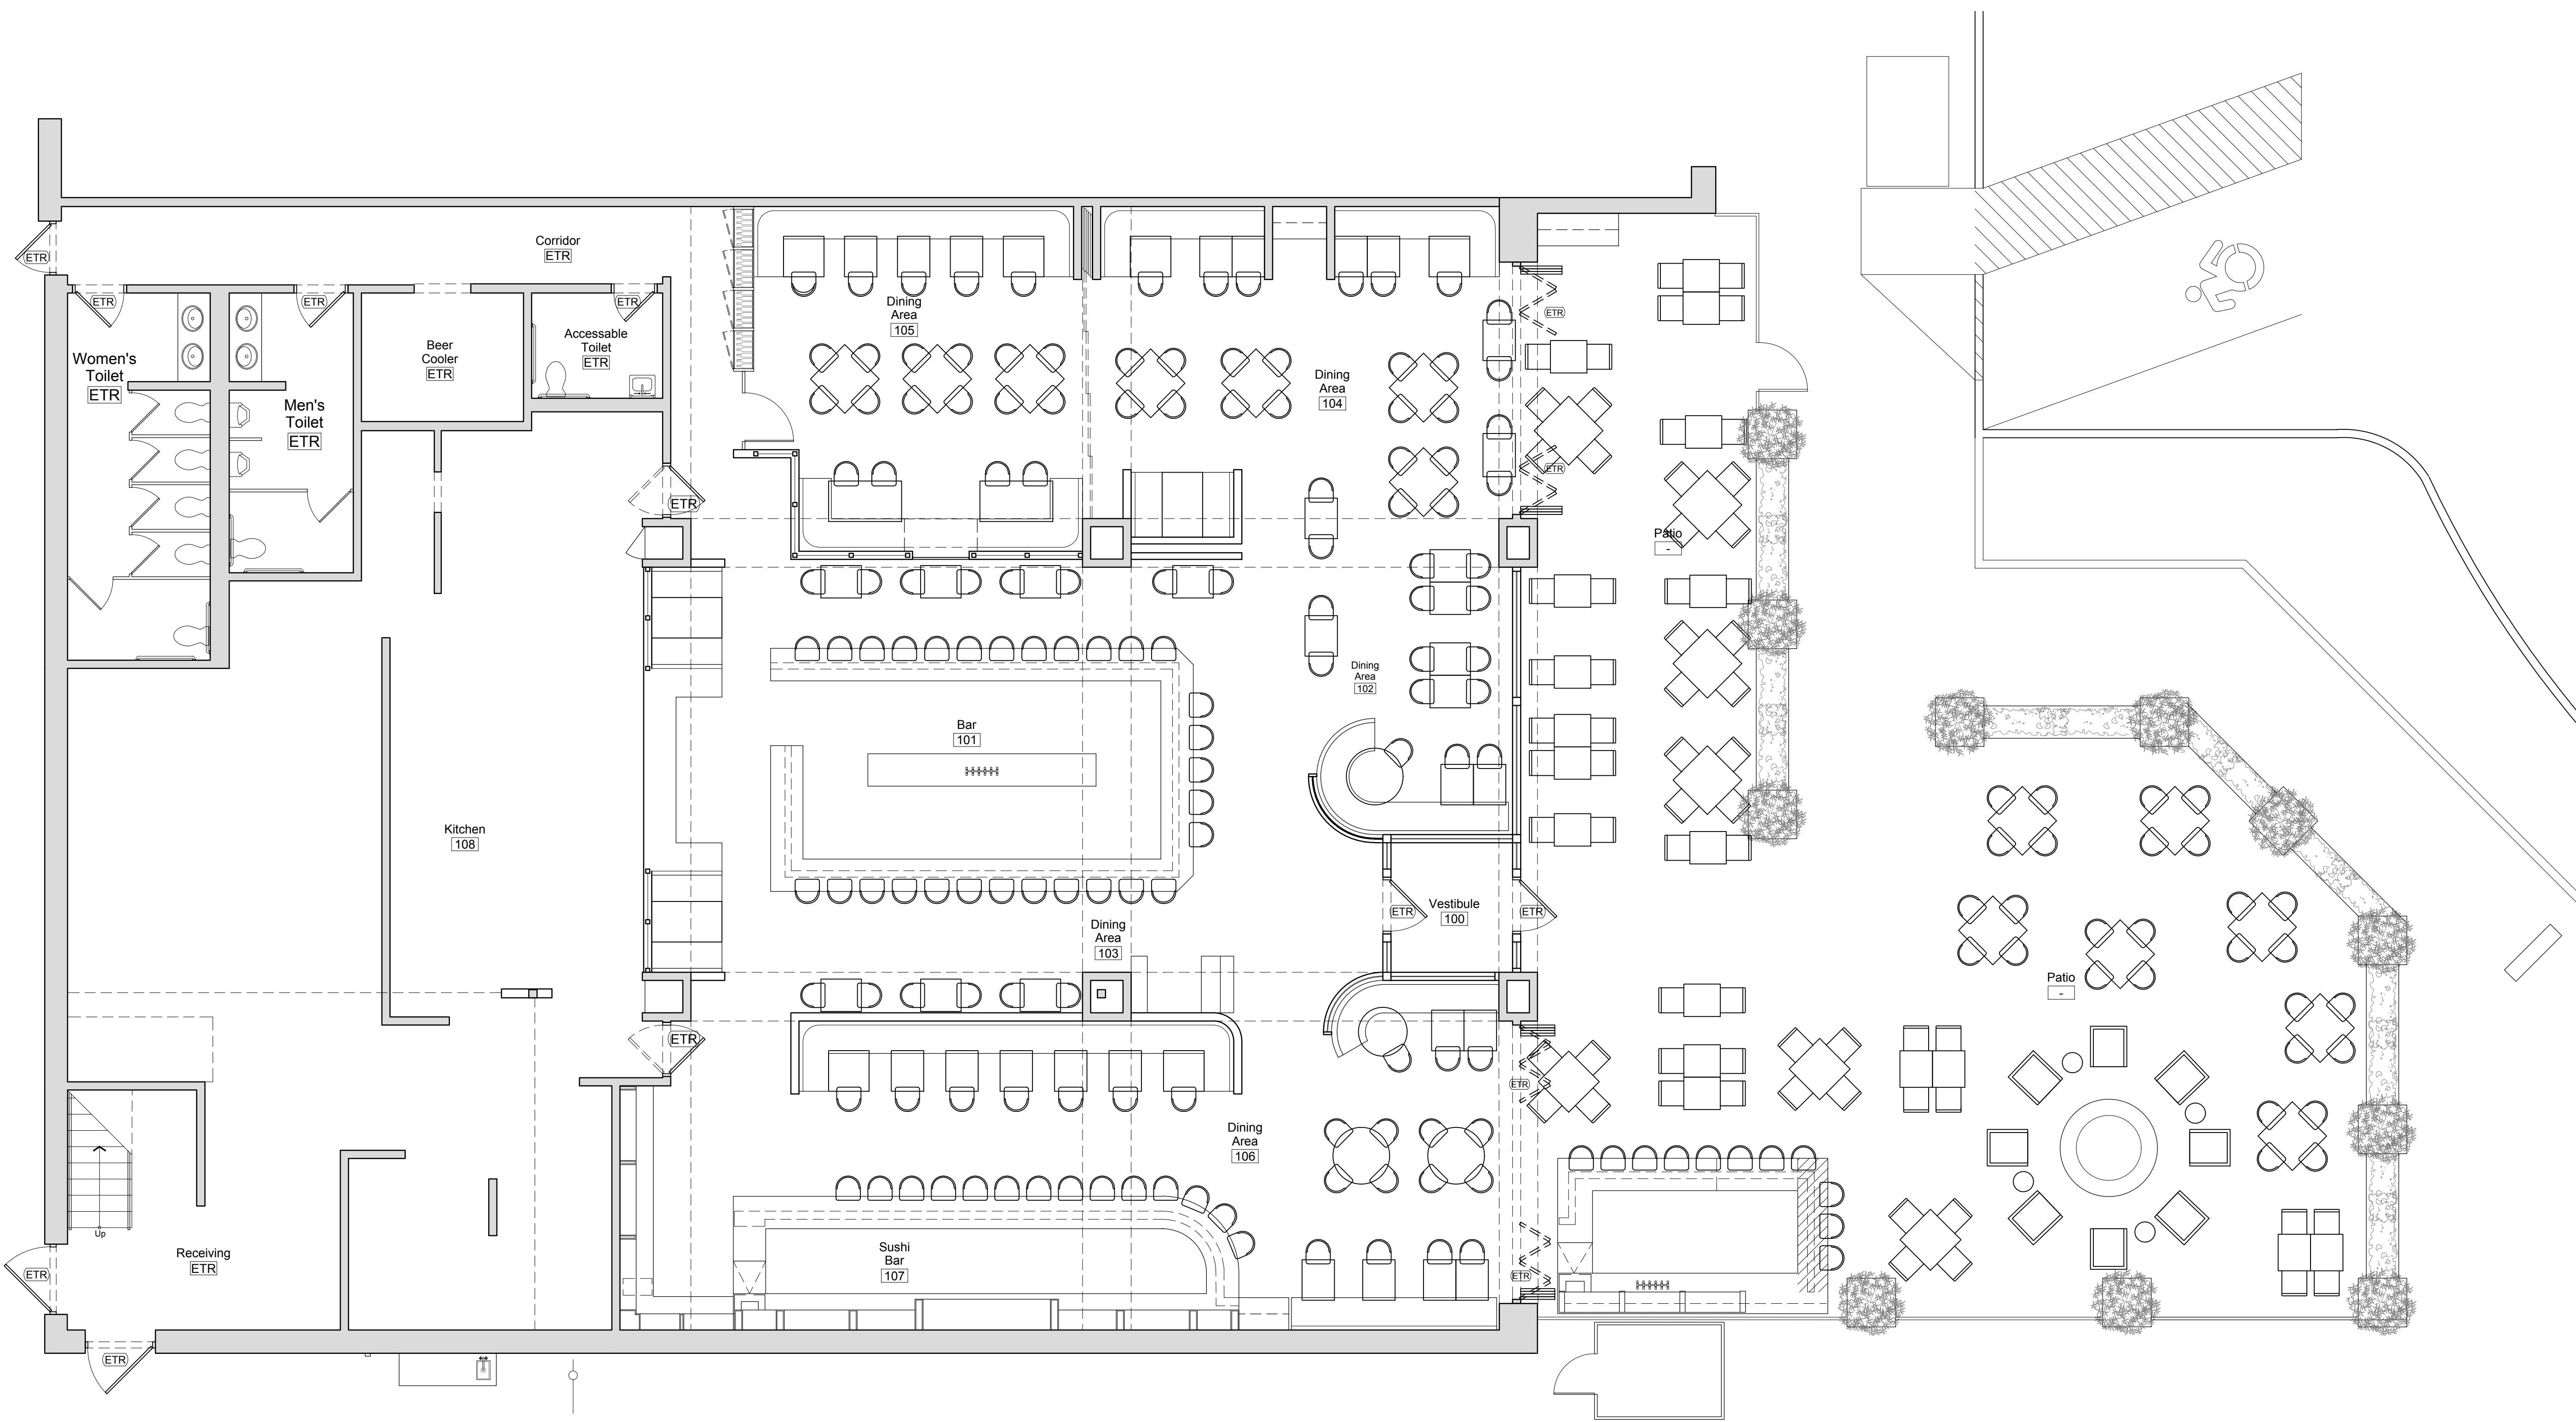 Corridor
ETR
ETR
ETR
ETR
ETR
Women's
Toilet
ETR
Men's
Toilet
ETR
Beer
Cooler
ETR
Accessable
Toilet
ETR
Dining
Area
105
Dining
Area
104
ETR
ETR
ETR
Patio
-
Dining
Area
102
Bar
101
Kitchen
108
Vestibule
100
ETR
ETR
Dining
Area
103
Patio
-
ETR
ETR
Dining
Area
106
Up
Receiving
ETR
ETR
Sushi
Bar
107
ETR
ETR